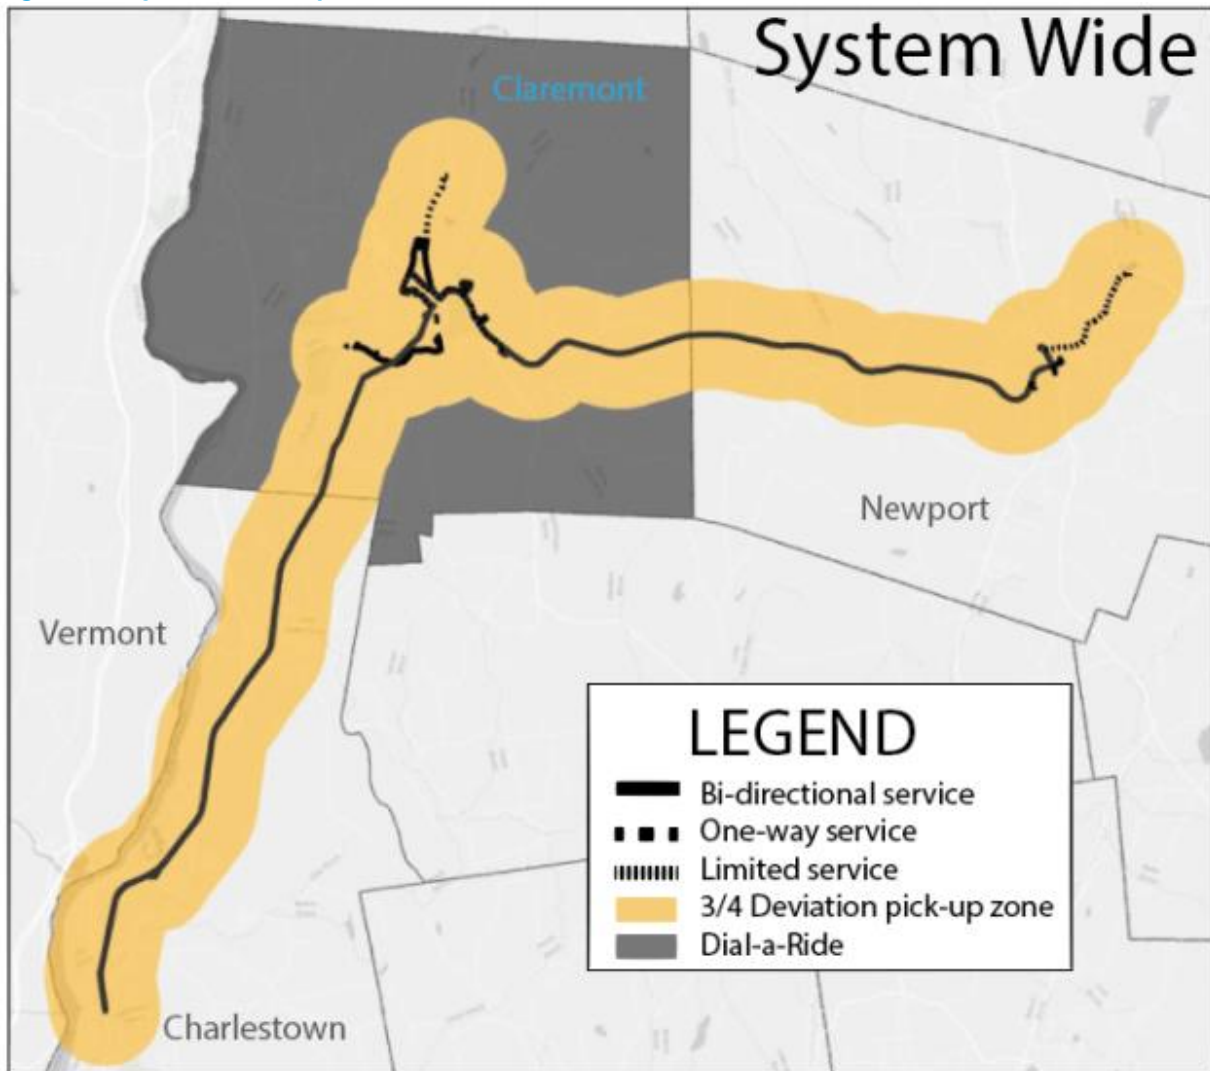 System Wide
Claremont
Newport
Vermont
LEGEND
Bi-directional service
One-way service
Limited service
3/4 Deviation pick-up zone
Dial-a-Ride
Charlestown